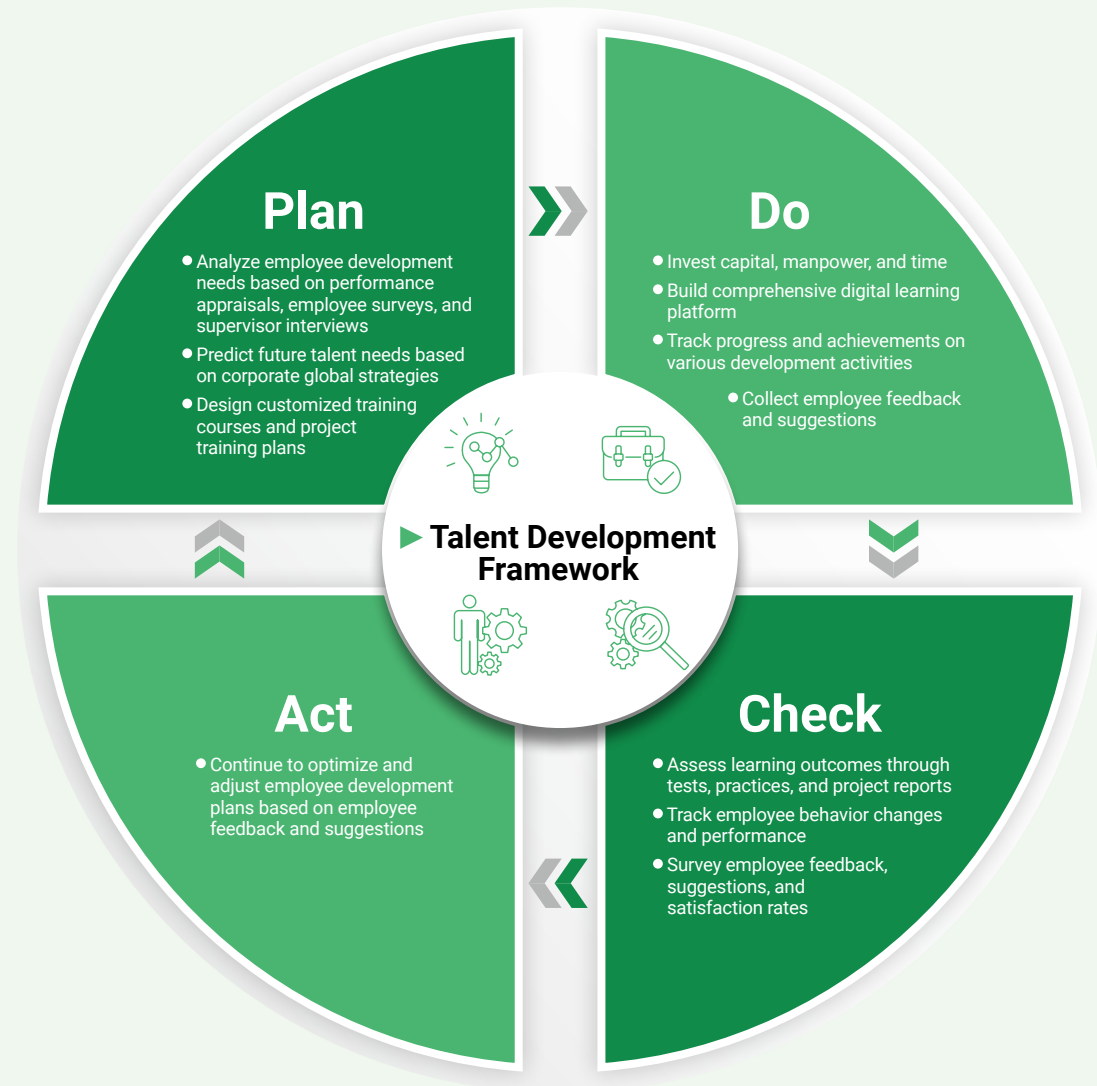 Plan
● Analyze employee development
needs based on performance
appraisals, employee surveys, and
supervisor interviews
● Predict future talent needs based
on corporate global strategies
● Design customized training
courses and project
training plans
Do
● Invest capital, manpower, and time
● Build comprehensive digital learning
platform
● Track progress and achievements on
various development activities
● Collect employee feedback
and suggestions
Talent Development
Framework
Act
● Continue to optimize and
adjust employee development
plans based on employee
feedback and suggestions
Check
● Assess learning outcomes through
tests, practices, and project reports
● Track employee behavior changes
and performance
● Survey employee feedback,
suggestions, and
satisfaction rates